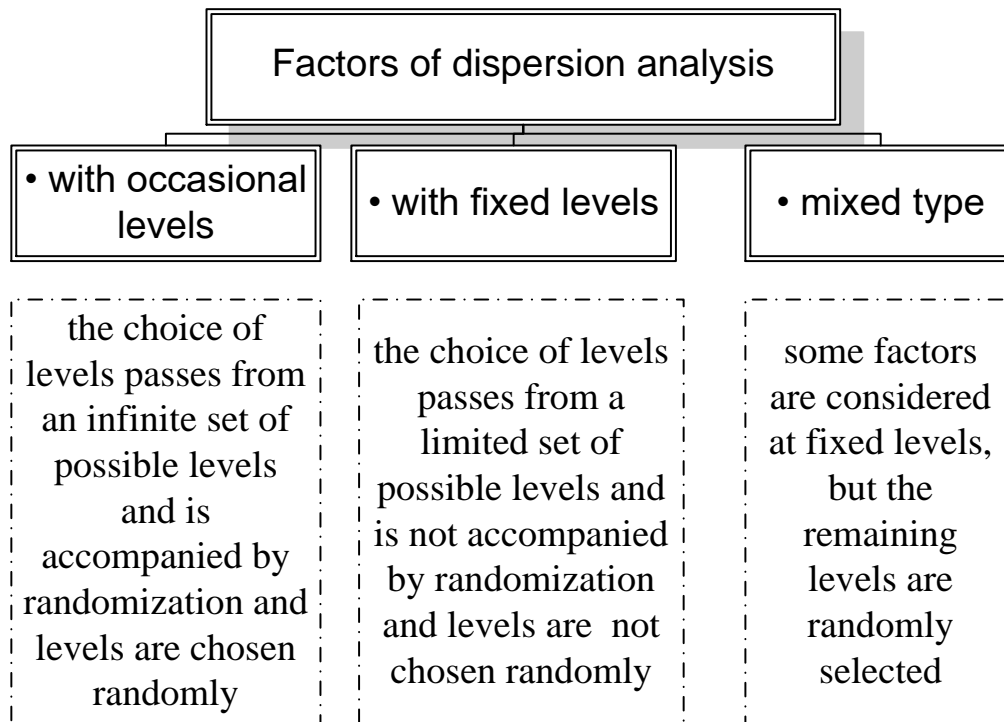 Factors of dispersion analysis
• with occasional
levels
• with fixed levels
• mixed type
the choice of
levels passes from
an infinite set of
possible levels
and is
accompanied by
randomization and
levels are chosen
randomly
the choice of levels
passes from a
limited set of
possible levels and
is not accompanied
by randomization
and levels are not
chosen randomly
some factors
are considered
at fixed levels,
but the
remaining
levels are
randomly
selected